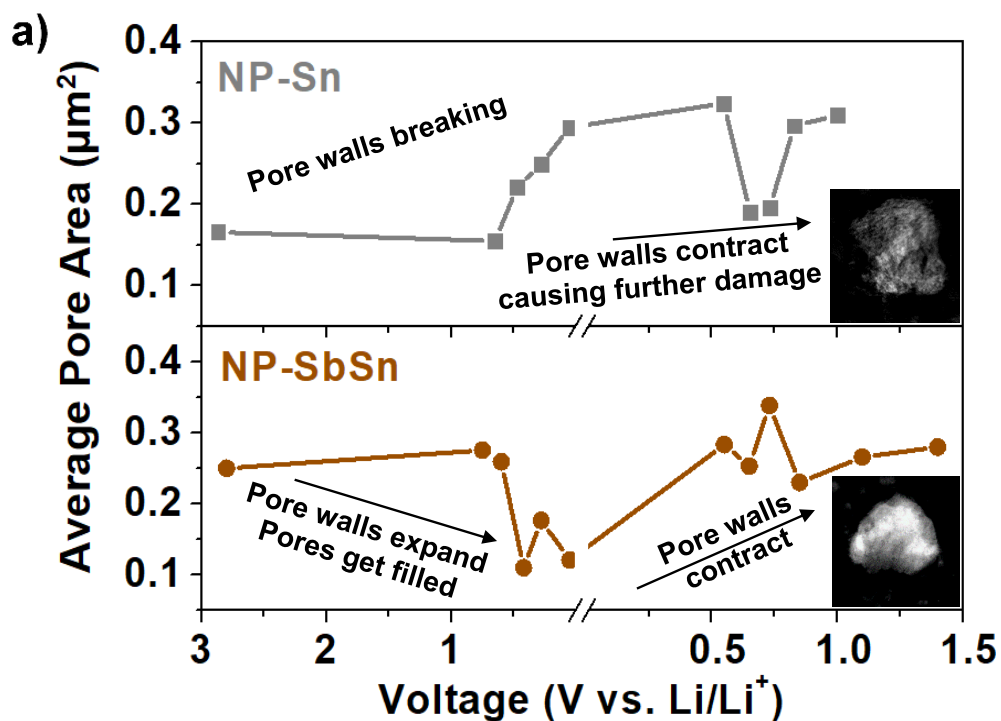 a)
Average Pore Area (µm²)
0.4
0.3
0.2
0.1
NP-Sn
Pore walls breaking
Pore walls contract
causing further damage
0.4
0.3
0.2
0.1
NP-SbSn
Pore walls expand
Pores get filled
Pore walls
contract
3 2 1 0.5 1.0 1.5
Voltage (V vs. Li/Li⁺)